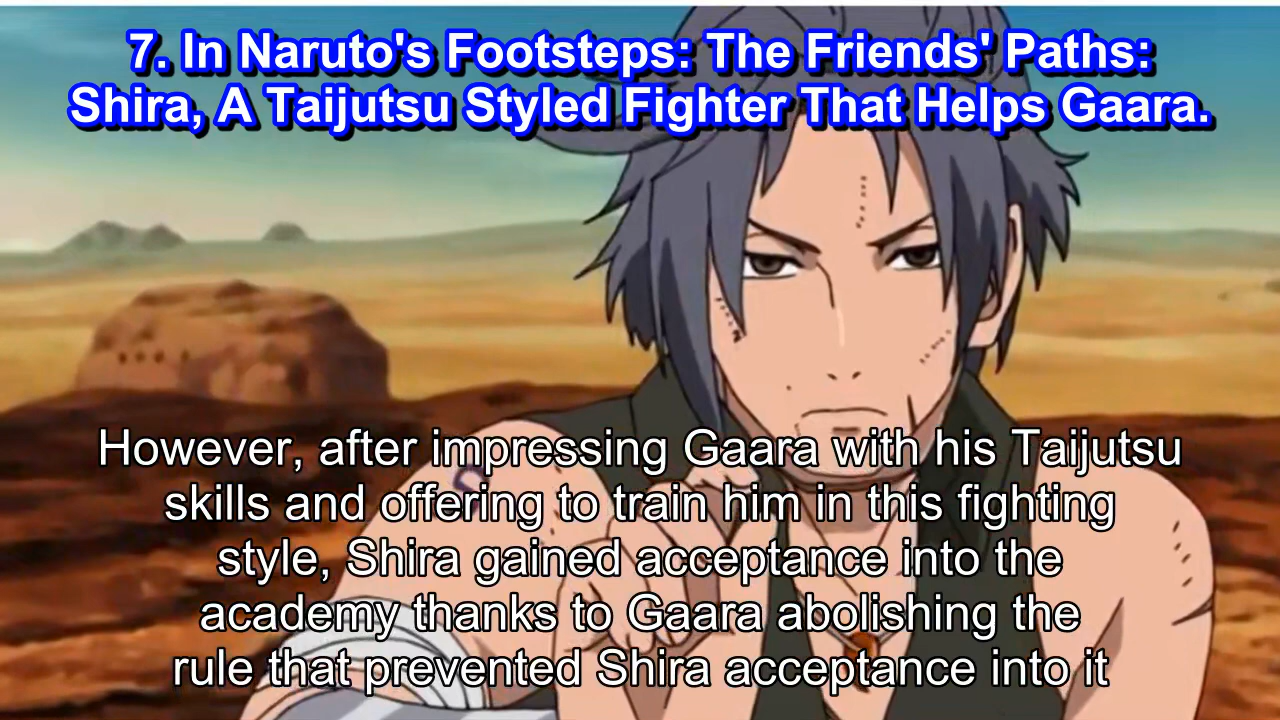 7. In Naruto's Footsteps: The Friends' Paths:
Shira, A Taijutsu Styled Fighter That Helps Gaara.
However, after impressing Gaara with his Taijutsu
skills and offering to train him in this fighting
style, Shira gained acceptance into the
academy thanks to Gaara abolishing the
rule that prevented Shira acceptance into it